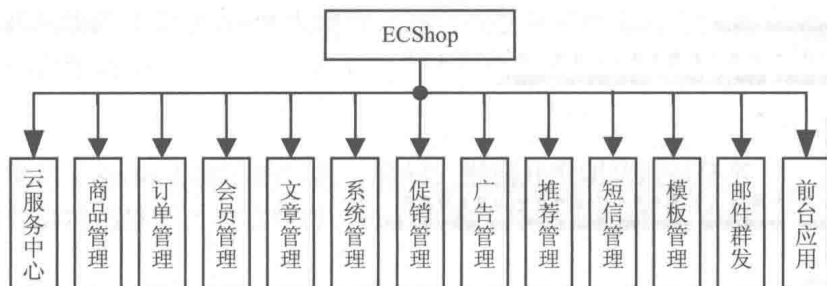 ECShop
云服务中心
商品管理
订单管理
会员管理
文章管理
系统管理
促销管理
广告管理
推荐管理
短信管理
模板管理
邮件群发
前台应用